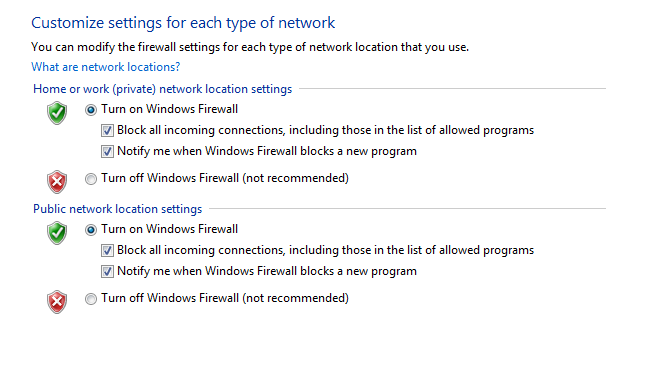 Customize settings for each type of network
You can modify the firewall settings for each type of network location that you use.
What are network locations?
Home or work (private) network location settings
Turn on Windows Firewall
Block all incoming connections, including those in the list of allowed programs
Notify me when Windows Firewall blocks a new program
Turn off Windows Firewall (not recommended)
Public network location settings
Turn on Windows Firewall
Block all incoming connections, including those in the list of allowed programs
Notify me when Windows Firewall blocks a new program
Turn off Windows Firewall (not recommended)